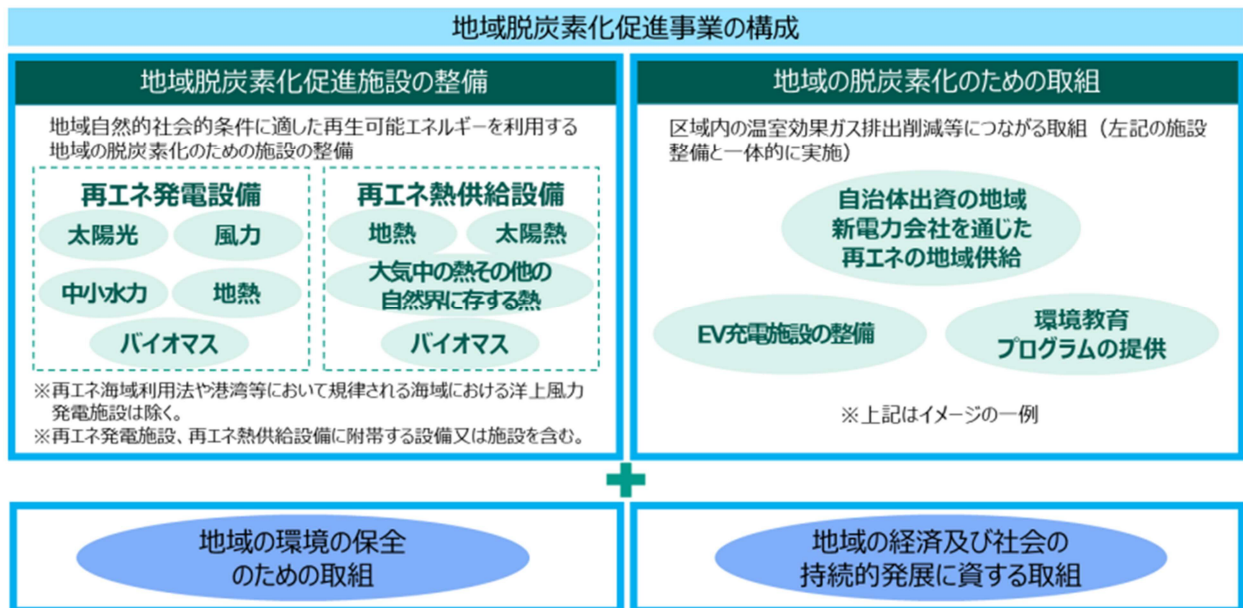 地域脱炭素化促進事業の構成
地域脱炭素化促進施設の整備
地域自然的社会的条件に適した再生可能エネルギーを利用する
地域の脱炭素化のための施設の整備
再エネ発電設備
太陽光
風力
中小水力
地熱
バイオマス
再エネ熱供給設備
地熱
太陽熱
大気中の熱その他の
自然界に存する熱
バイオマス
※再エネ海域利用法や港湾等において規律される海域における洋上風力
発電施設は除く。
※再エネ発電施設、再エネ熱供給設備に附帯する設備又は施設を含む。
地域の脱炭素化のための取組
区域内の温室効果ガス排出削減等につながる取組（左記の施設
整備と一体的に実施）
自治体出資の地域
新電力会社を通じた
再エネの地域供給
EV充電施設の整備
環境教育
プログラムの提供
※上記はイメージの一例
地域の環境の保全
のための取組
地域の経済及び社会の
持続的発展に資する取組